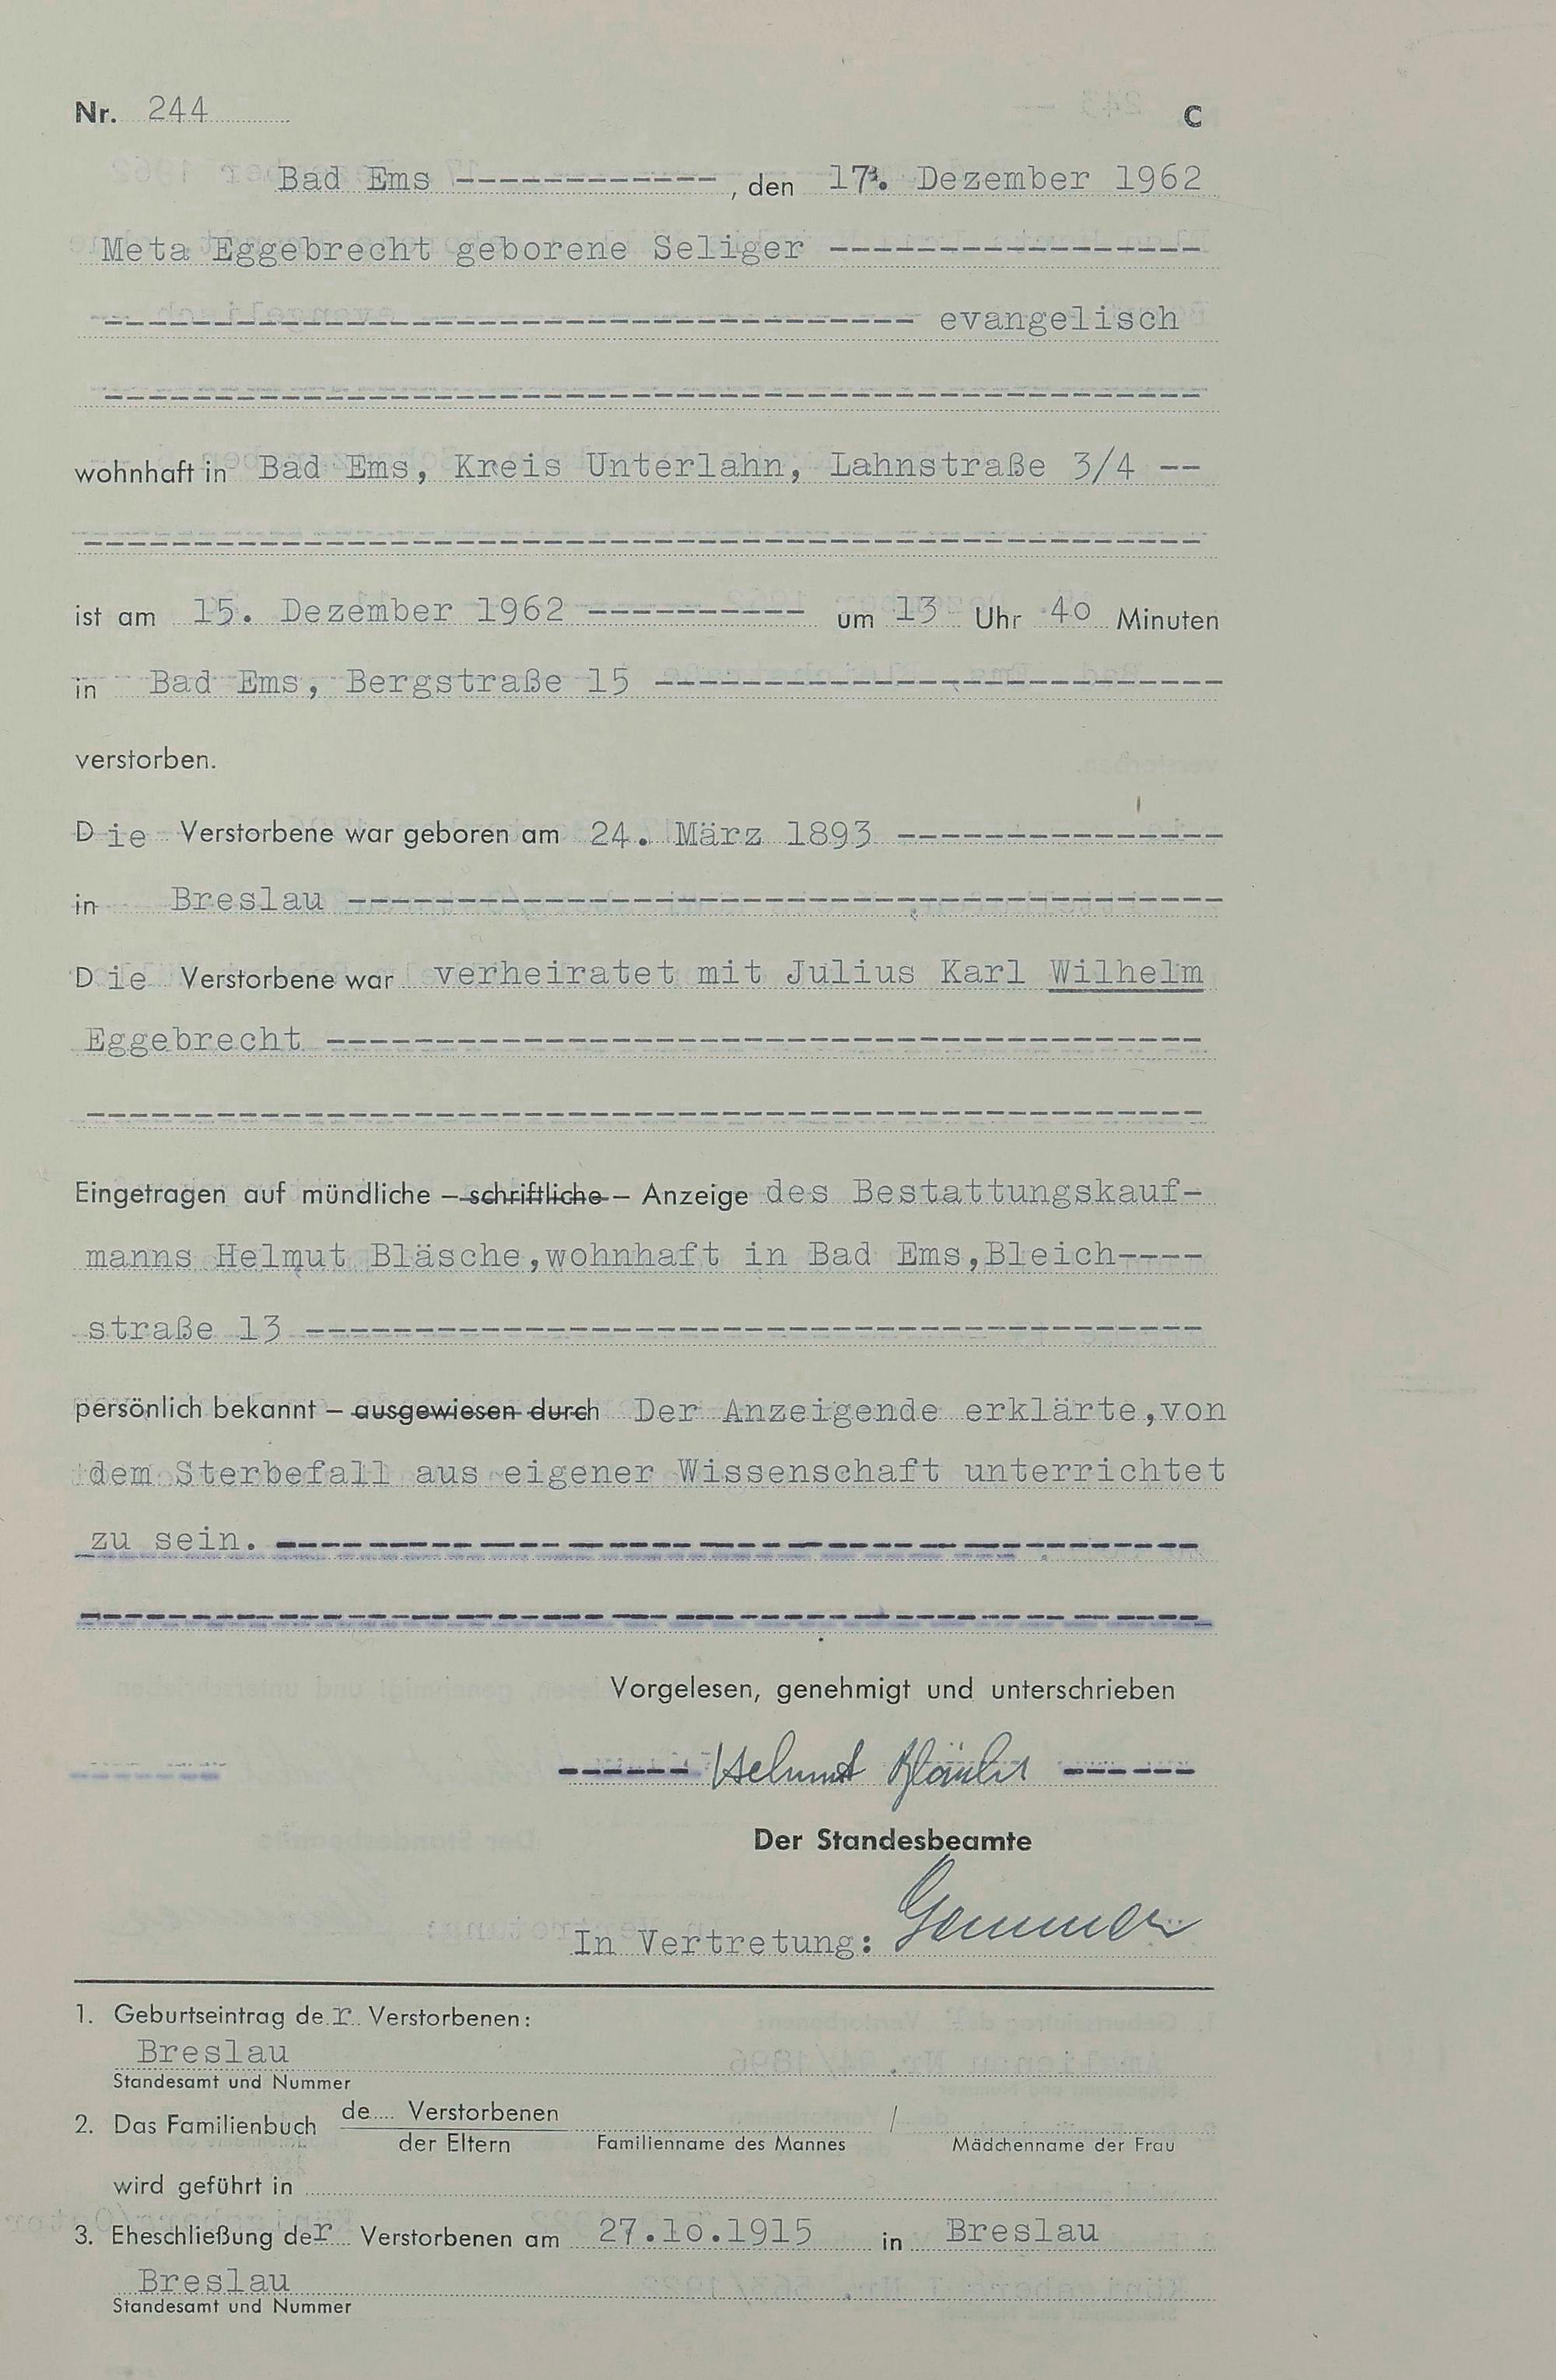 Nr. 244 C
Bad Ems ------------, den 17. Dezember 1962
Meta Eggebrecht geborene Seliger -----------------
-------------------------------------- evangelisch
--------------------------------------------------
wohnhaft in Bad Ems, Kreis Unterlahn, Lahnstraße 3/4 --
---------------------------------------------------
ist am 15. Dezember 1962 ---------- um 13 Uhr 40 Minuten
in Bad Ems, Bergstraße 15 --------------------------
verstorben.
Die Verstorbene war geboren am 24. März 1893 ---------------
in Breslau ----------------------------------------
Die Verstorbene war verheiratet mit Julius Karl Wilhelm
Eggebrecht ----------------------------------------
---------------------------------------------------
Eingetragen auf mündliche – schriftliche – Anzeige des Bestattungskauf-
manns Helmut Bläsche,wohnhaft in Bad Ems,Bleich----
straße 13 -----------------------------------------
persönlich bekannt – ausgewiesen durch Der Anzeigende erklärte,von
dem Sterbefall aus eigener Wissenschaft unterrichtet
zu sein. ------------------------------------------
---------------------------------------------------
Vorgelesen, genehmigt und unterschrieben
------ Helmut Bläsche ------
Der Standesbeamte
In Vertretung:
1. Geburtseintrag der Verstorbenen:
Breslau
Standesamt und Nummer
2. Das Familienbuch de.... Verstorbenen /
der Eltern Familienname des Mannes Mädchenname der Frau
wird geführt in
3. Eheschließung der Verstorbenen am 27.10.1915 in Breslau
Breslau
Standesamt und Nummer